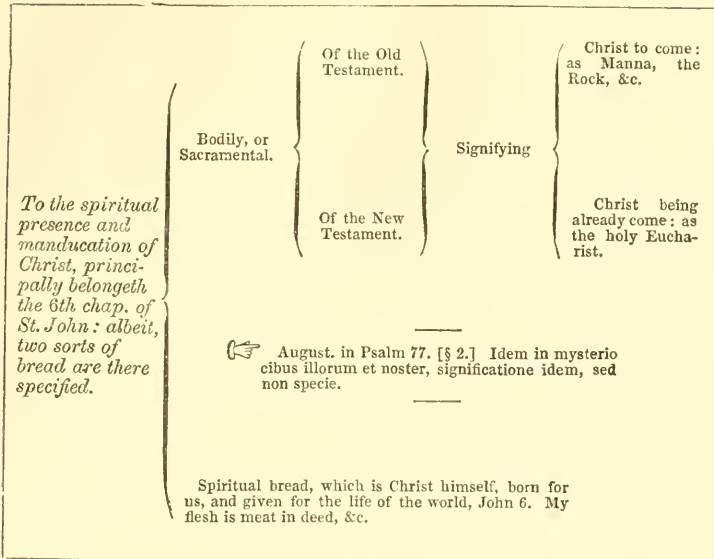 To the spiritual
presence and
manducation of
Christ, princi-
pally belongeth
the 6th chap. of
St. John: albeit,
two sorts of
bread are there
specified.
Bodily, or
Sacramental.
Of the Old
Testament.
Of the New
Testament.
Signifying
Christ to come:
as Manna, the
Rock, &c.
Christ being
already come: as
the holy Eucha-
rist.
August. in Psalm 77. [§ 2.] Idem in mysterio
cibus illorum et noster, significatione idem, sed
non specie.
Spiritual bread, which is Christ himself, born for
us, and given for the life of the world, John 6. My
flesh is meat in deed, &c.